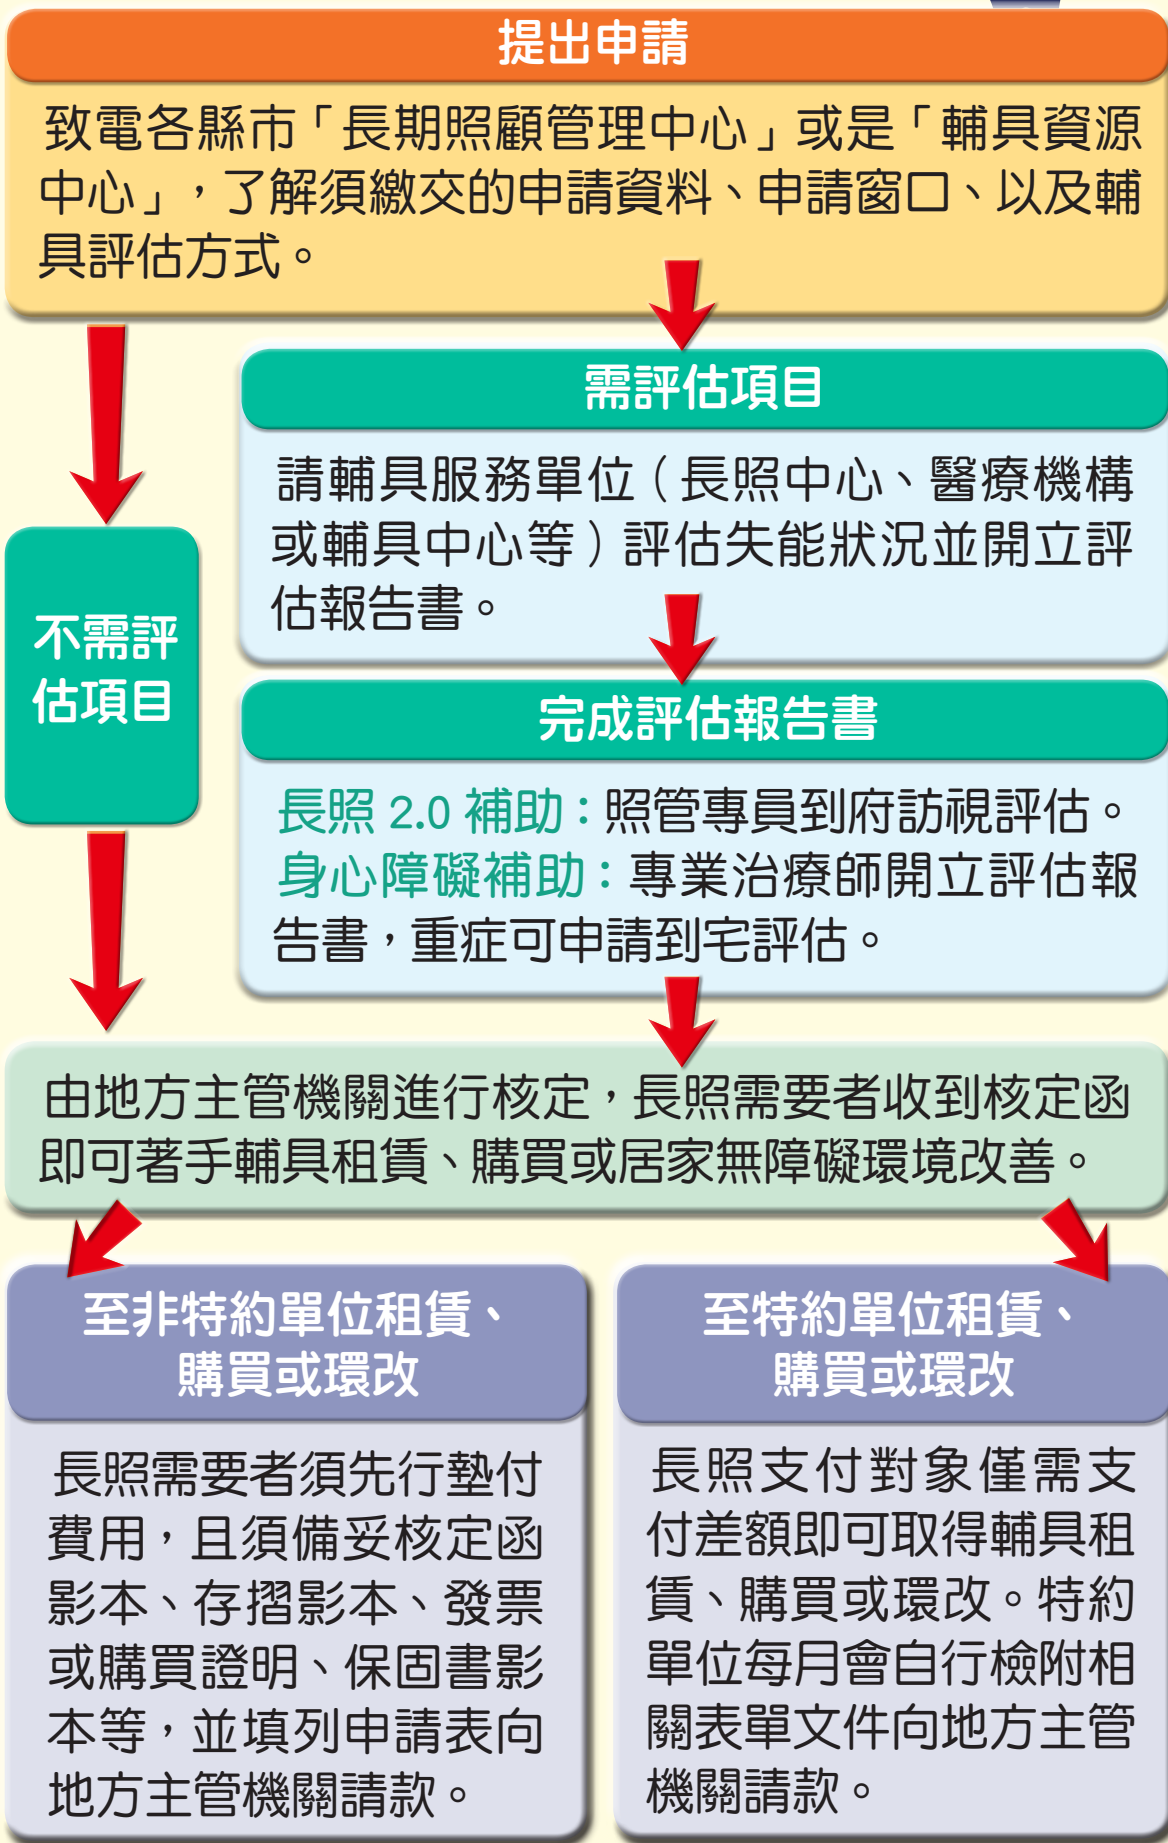 提出申請
致電各縣市「長期照顧管理中心」或是「輔具資源
中心」，了解須繳交的申請資料、申請窗口、以及輔
具評估方式。
需評估項目
請輔具服務單位（長照中心、醫療機構
或輔具中心等）評估失能狀況並開立評
估報告書。
不需評
估項目
完成評估報告書
長照 2.0 補助：照管專員到府訪視評估。
身心障礙補助：專業治療師開立評估報
告書，重症可申請到宅評估。
由地方主管機關進行核定，長照需要者收到核定函
即可著手輔具租賃、購買或居家無障礙環境改善。
至非特約單位租賃、
購買或環改
長照需要者須先行墊付
費用，且須備妥核定函
影本、存摺影本、發票
或購買證明、保固書影
本等，並填列申請表向
地方主管機關請款。
至特約單位租賃、
購買或環改
長照支付對象僅需支
付差額即可取得輔具租
賃、購買或環改。特約
單位每月會自行檢附相
關表單文件向地方主管
機關請款。